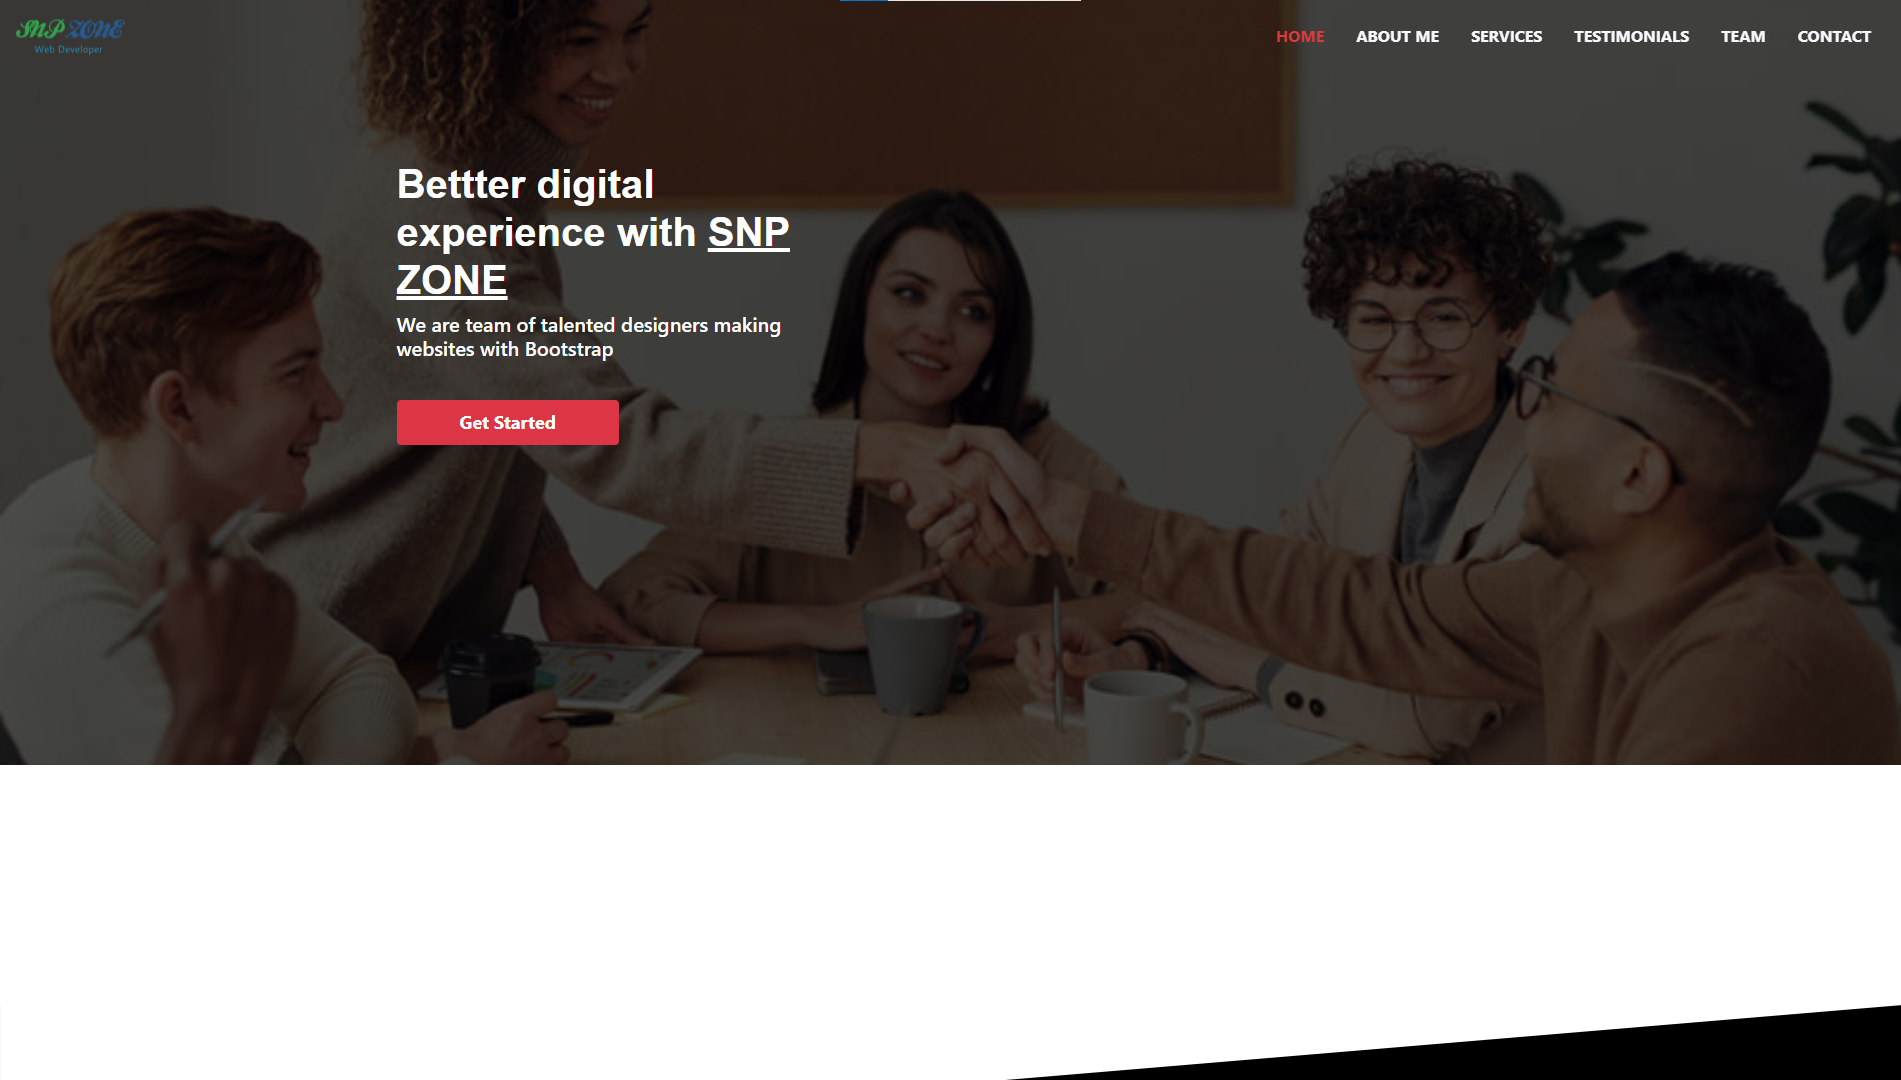 SNP ZONE
Web Developer
HOME ABOUT ME SERVICES TESTIMONIALS TEAM CONTACT
Bettter digital
experience with SNP
ZONE
We are team of talented designers making
websites with Bootstrap
Get Started